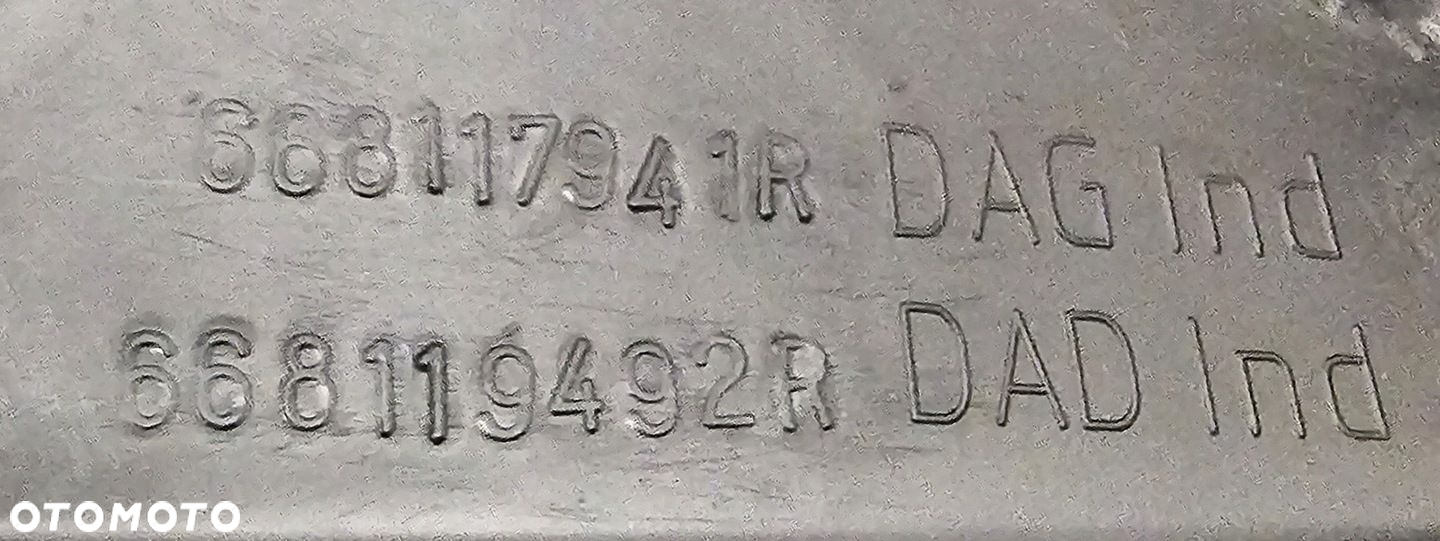 668117941R DAG Ind
668119492R DAD Ind
OTOMOTO